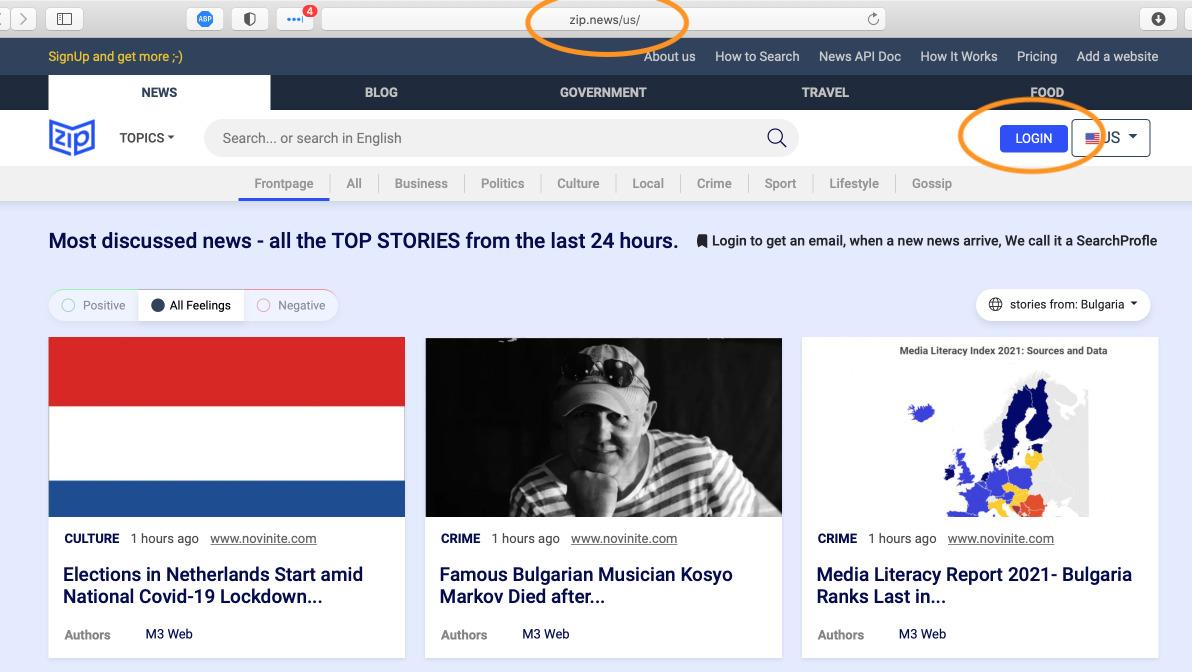 ABP
4
zip.news/us/
SignUp and get more ;-)
About us How to Search News API Doc How It Works Pricing Add a website
NEWS BLOG GOVERNMENT TRAVEL FOOD
zip TOPICS Search... or search in English LOGIN US
Frontpage All Business Politics Culture Local Crime Sport Lifestyle Gossip
Most discussed news - all the TOP STORIES from the last 24 hours. Login to get an email, when a new news arrive, We call it a SearchProfle
Positive All Feelings Negative stories from: Bulgaria
Media Literacy Index 2021: Sources and Data
CULTURE 1 hours ago www.novinite.com
Elections in Netherlands Start amid
National Covid-19 Lockdown...
Authors M3 Web
CRIME 1 hours ago www.novinite.com
Famous Bulgarian Musician Kosyo
Markov Died after...
Authors M3 Web
CRIME 1 hours ago www.novinite.com
Media Literacy Report 2021- Bulgaria
Ranks Last in...
Authors M3 Web